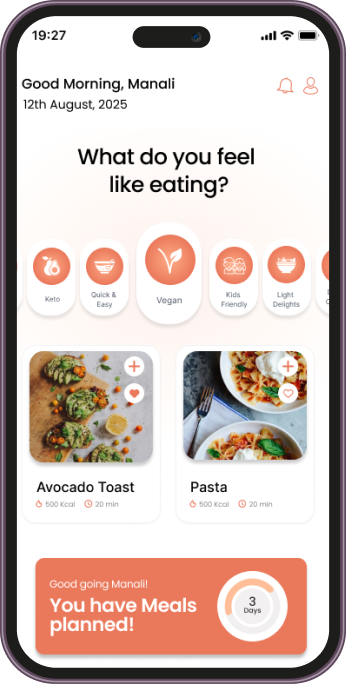 19:27
Good Morning, Manali
12th August, 2025
What do you feel
like eating?
Keto
Quick &
Easy
Vegan
Kids
Friendly
Light
Delights
Avocado Toast
500 Kcal 20 min
Pasta
500 Kcal 20 min
Good going Manali!
You have Meals
planned!
3
Days